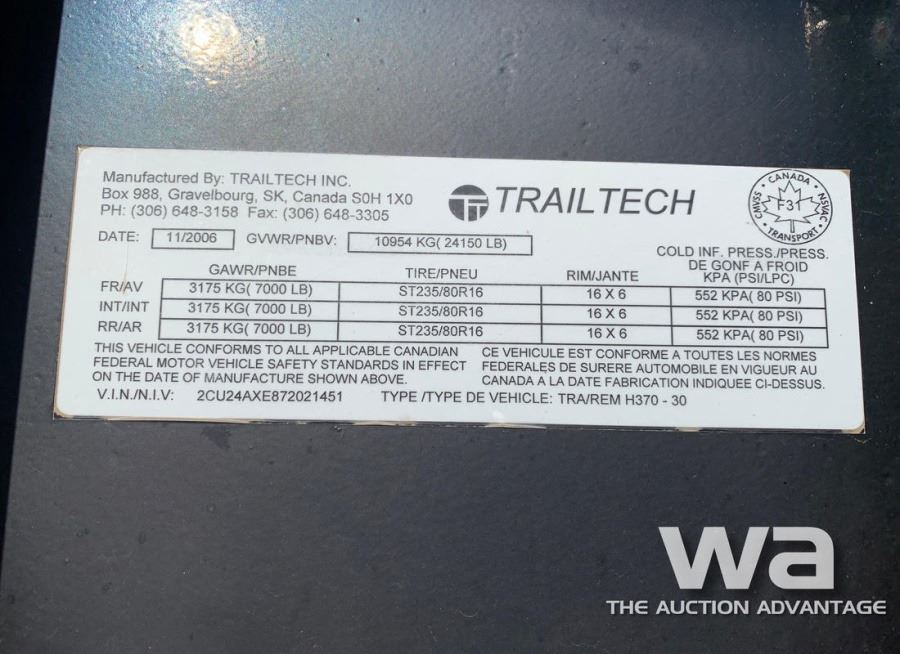 Manufactured By: TRAILTECH INC.
Box 988, Gravelbourg, SK, Canada S0H 1X0
PH: (306) 648-3158 Fax: (306) 648-3305
TRAILTECH
CANADA
CMVSS F31 NSVAC
TRANSPORT
DATE: 11/2006 GVWR/PNBV: 10954 KG( 24150 LB)
COLD INF. PRESS./PRESS.
DE GONF A FROID
GAWR/PNBE TIRE/PNEU RIM/JANTE KPA (PSI/LPC)
FR/AV 3175 KG( 7000 LB) ST235/80R16 16 X 6 552 KPA( 80 PSI)
INT/INT 3175 KG( 7000 LB) ST235/80R16 16 X 6 552 KPA( 80 PSI)
RR/AR 3175 KG( 7000 LB) ST235/80R16 16 X 6 552 KPA( 80 PSI)
THIS VEHICLE CONFORMS TO ALL APPLICABLE CANADIAN
FEDERAL MOTOR VEHICLE SAFETY STANDARDS IN EFFECT
ON THE DATE OF MANUFACTURE SHOWN ABOVE.
CE VEHICULE EST CONFORME A TOUTES LES NORMES
FEDERALES DE SURERE AUTOMOBILE EN VIGUEUR AU
CANADA A LA DATE FABRICATION INDIQUEE CI-DESSUS.
V.I.N./N.I.V: 2CU24AXE872021451 TYPE /TYPE DE VEHICLE: TRA/REM H370 - 30
wa
THE AUCTION ADVANTAGE